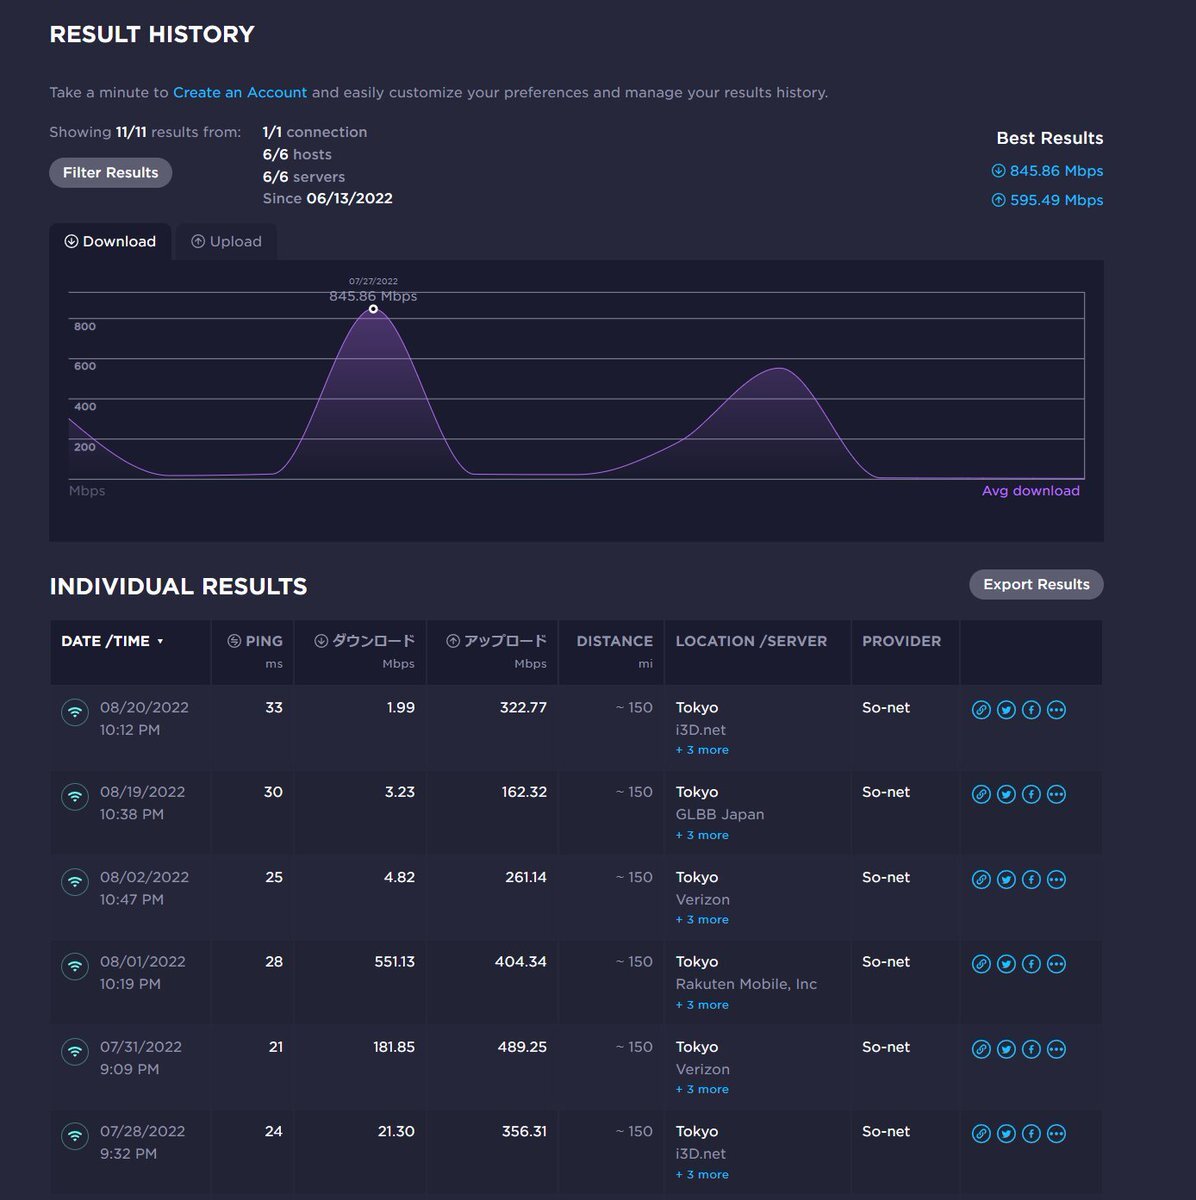 RESULT HISTORY
Take a minute to Create an Account and easily customize your preferences and manage your results history.
Showing 11/11 results from:
1/1 connection
6/6 hosts
6/6 servers
Since 06/13/2022
Filter Results
Best Results
845.86 Mbps
595.49 Mbps
Download
Upload
07/27/2022
845.86 Mbps
800
600
400
200
Mbps
Avg download
INDIVIDUAL RESULTS
Export Results
DATE /TIME PING ダウンロード アップロード DISTANCE LOCATION /SERVER PROVIDER
ms Mbps Mbps mi
08/20/2022 33 1.99 322.77 ~ 150 Tokyo So-net
10:12 PM i3D.net
+ 3 more
08/19/2022 30 3.23 162.32 ~ 150 Tokyo So-net
10:38 PM GLBB Japan
+ 3 more
08/02/2022 25 4.82 261.14 ~ 150 Tokyo So-net
10:47 PM Verizon
+ 3 more
08/01/2022 28 551.13 404.34 ~ 150 Tokyo So-net
10:19 PM Rakuten Mobile, Inc
+ 3 more
07/31/2022 21 181.85 489.25 ~ 150 Tokyo So-net
9:09 PM Verizon
+ 3 more
07/28/2022 24 21.30 356.31 ~ 150 Tokyo So-net
9:32 PM i3D.net
+ 3 more